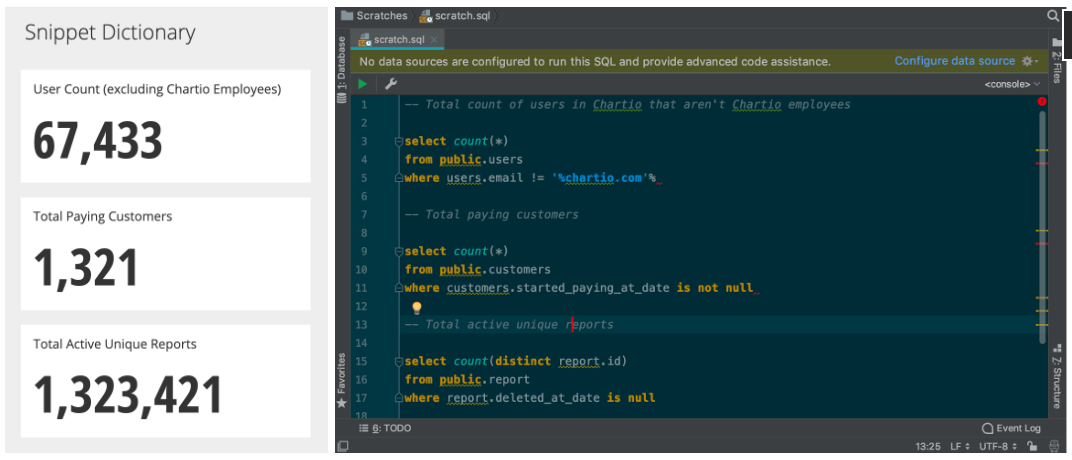 Snippet Dictionary
User Count (excluding Chartio Employees)
67,433
Total Paying Customers
1,321
Total Active Unique Reports
1,323,421
Scratches scratch.sql
scratch.sql
No data sources are configured to run this SQL and provide advanced code assistance. Configure data source
<console>
1: Database
2: Files
Favorites
Z: Structure
1 -- Total count of users in Chartio that aren't Chartio employees
2
3 select count(*)
4 from public.users
5 where users.email != '%chartio.com'%
6
7 -- Total paying customers
8
9 select count(*)
10 from public.customers
11 where customers.started_paying_at_date is not null
12
13 -- Total active unique reports
14
15 select count(distinct report.id)
16 from public.report
17 where report.deleted_at_date is null
18
6: TODO
Event Log
13:25 LF UTF-8